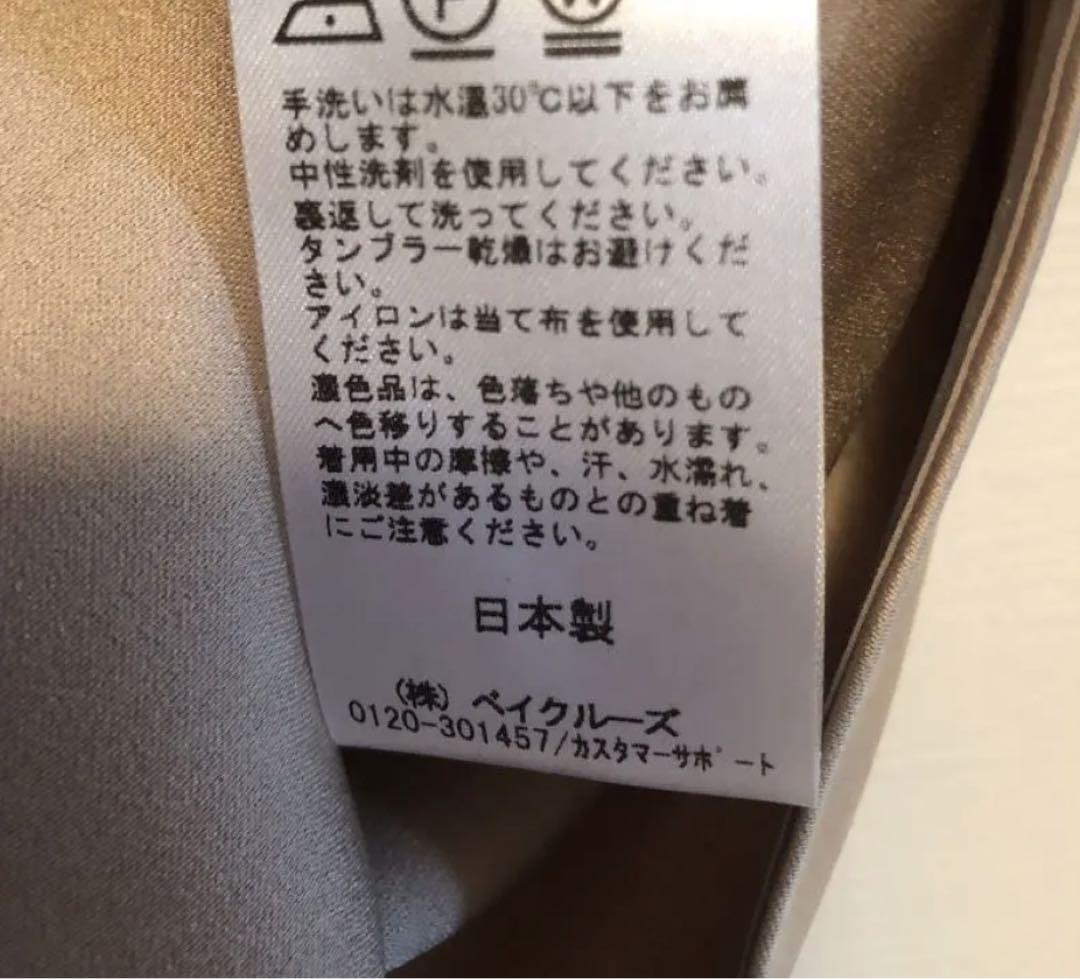 P W
手洗いは水温30℃以下をお薦
めします。
中性洗剤を使用してください。
裏返して洗ってください。
タンブラー乾燥はお避けくだ
さい。
アイロンは当て布を使用して
ください。
濃色品は、色落ちや他のもの
へ色移りすることがあります。
着用中の摩擦や、汗、水濡れ、
濃淡差があるものとの重ね着
にご注意ください。
日本製
(株) ベイクルーズ
0120-301457/カスタマーサポート